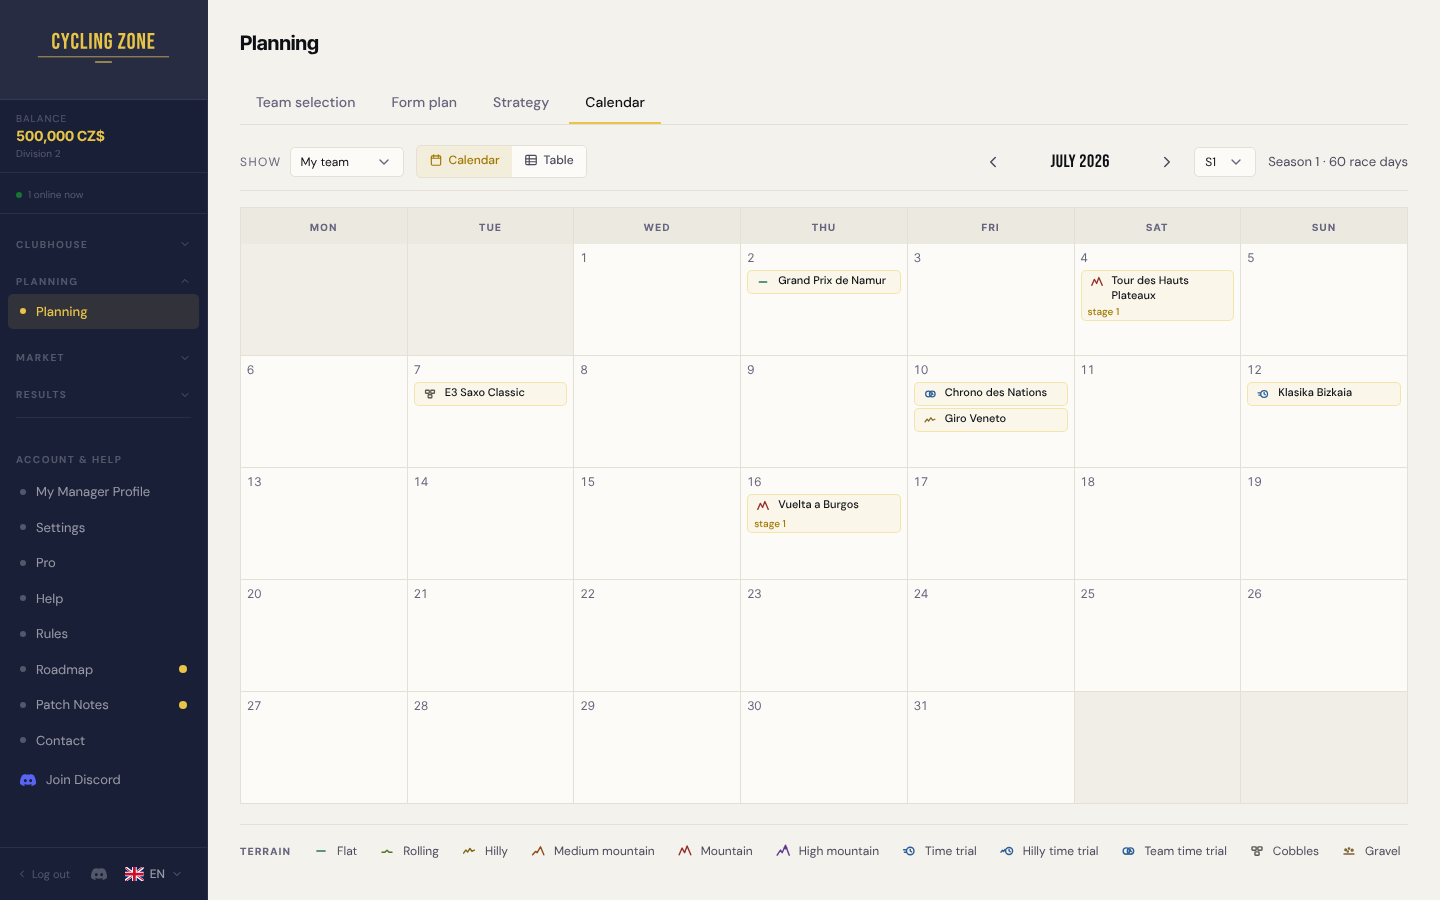 CYCLING ZONE
BALANCE
500,000 CZ$
Division 2
1 online now
CLUBHOUSE
PLANNING
Planning
MARKET
RESULTS
ACCOUNT & HELP
My Manager Profile
Settings
Pro
Help
Rules
Roadmap
Patch Notes
Contact
Join Discord
Log out
EN
Planning
Team selection Form plan Strategy Calendar
SHOW My team Calendar Table JULY 2026 S1 Season 1 · 60 race days
MON TUE WED THU FRI SAT SUN
1 2 3 4 5
Grand Prix de Namur
Tour des Hauts
Plateaux
stage 1
6 7 8 9 10 11 12
E3 Saxo Classic
Chrono des Nations
Giro Veneto
Klasika Bizkaia
13 14 15 16 17 18 19
Vuelta a Burgos
stage 1
20 21 22 23 24 25 26
27 28 29 30 31
TERRAIN Flat Rolling Hilly Medium mountain Mountain High mountain Time trial Hilly time trial Team time trial Cobbles Gravel